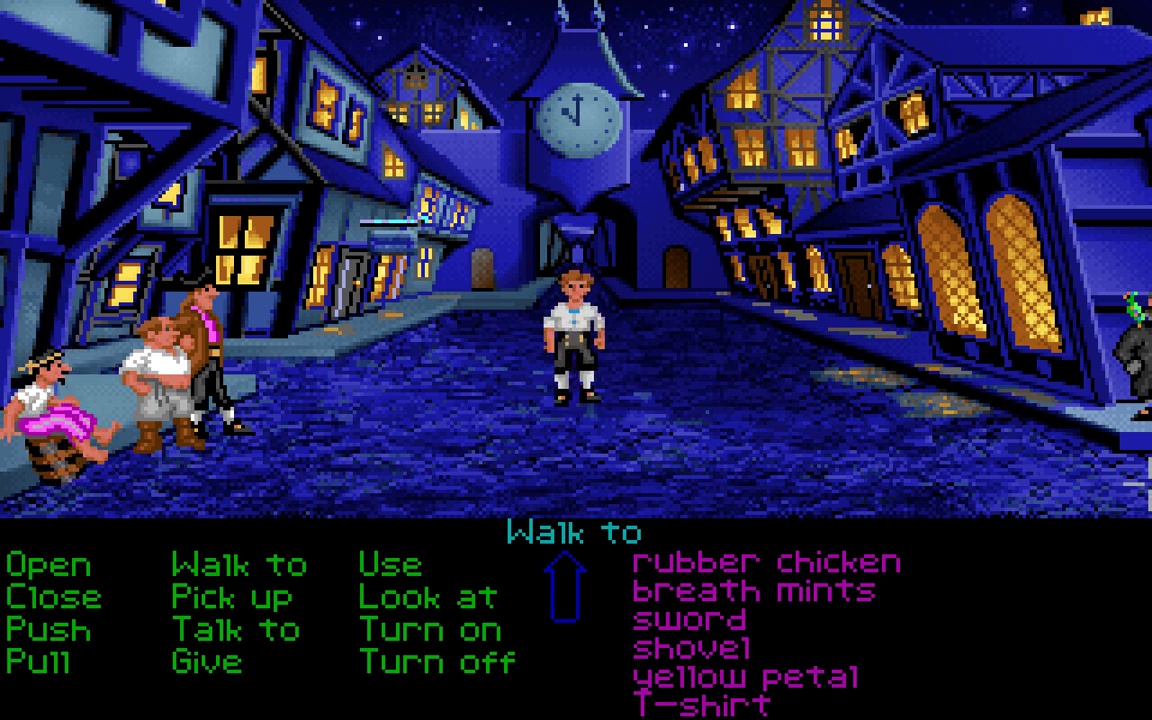 Walk to
Open Walk to Use
Close Pick up Look at
Push Talk to Turn on
Pull Give Turn off
rubber chicken
breath mints
sword
shovel
yellow petal
T-shirt